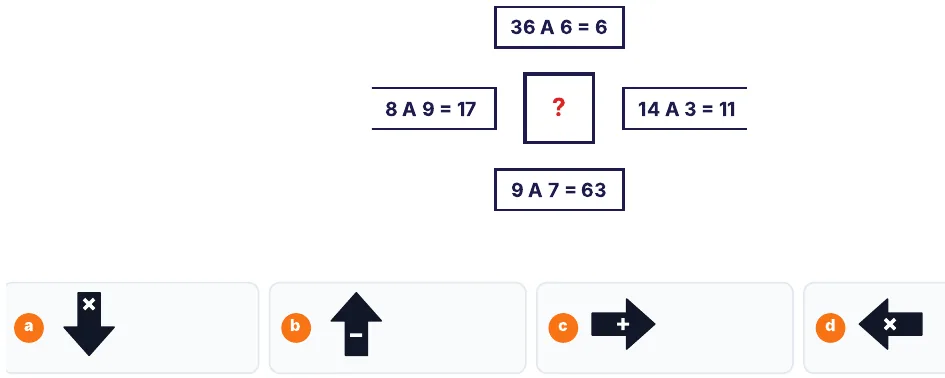 36 A 6 = 6
8 A 9 = 17
?
14 A 3 = 11
9 A 7 = 63
a
×
b
−
c
+
d
×